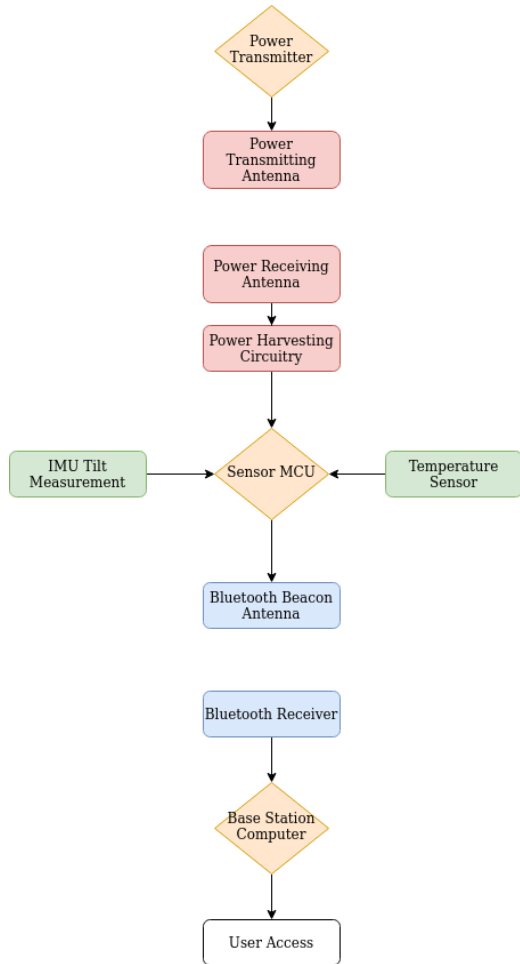 Power
Transmitter
Power
Transmitting
Antenna
Power Receiving
Antenna
Power Harvesting
Circuitry
IMU Tilt
Measurement
Sensor MCU
Temperature
Sensor
Bluetooth Beacon
Antenna
Bluetooth Receiver
Base Station
Computer
User Access